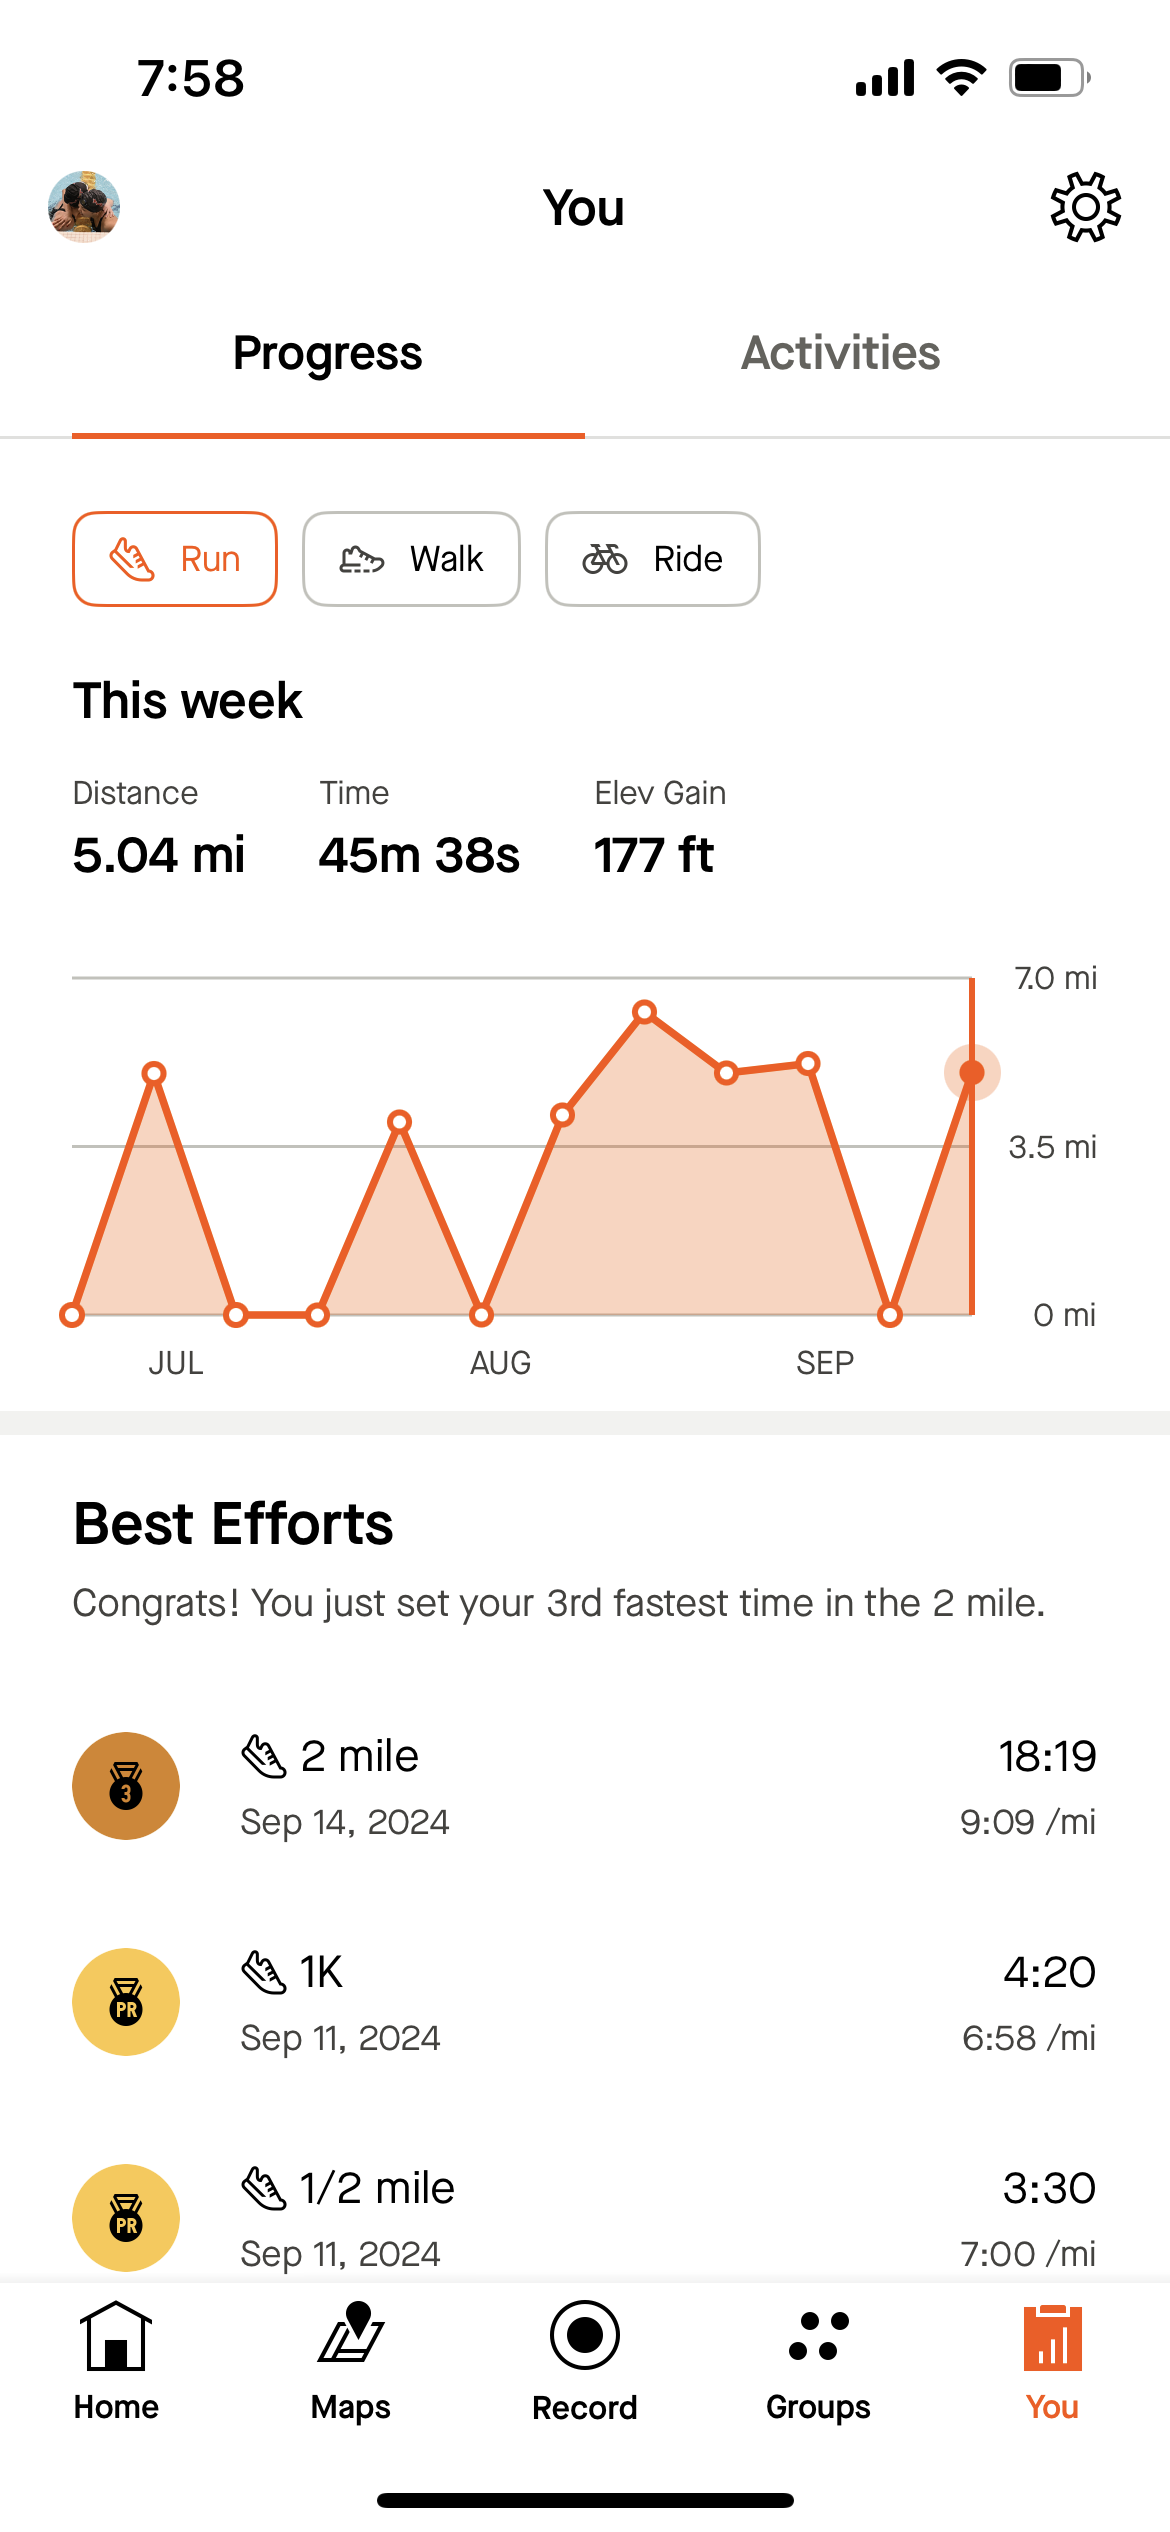 7:58
You
Progress
Activities
Run
Walk
Ride
This week
Distance
Time
Elev Gain
5.04 mi
45m 38s
177 ft
7.0 mi
3.5 mi
0 mi
JUL
AUG
SEP
Best Efforts
Congrats! You just set your 3rd fastest time in the 2 mile.
3
2 mile
18:19
Sep 14, 2024
9:09 /mi
PR
1K
4:20
Sep 11, 2024
6:58 /mi
PR
1/2 mile
3:30
Sep 11, 2024
7:00 /mi
Home
Maps
Record
Groups
You